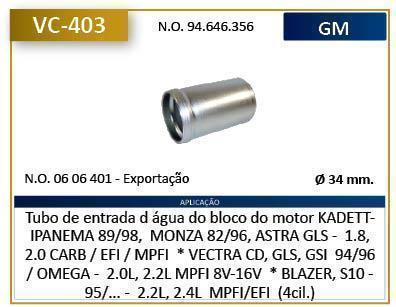 VC-403
N.O. 94.646.356
GM
N.O. 06 06 401 - Exportação
Ø 34 mm.
APLICAÇÃO
Tubo de entrada d água do bloco do motor KADETT-
IPANEMA 89/98, MONZA 82/96, ASTRA GLS - 1.8,
2.0 CARB / EFI / MPFI * VECTRA CD, GLS, GSI 94/96
/ OMEGA - 2.0L, 2.2L MPFI 8V-16V * BLAZER, S10 -
95/... - 2.2L, 2.4L MPFI/EFI (4cil.)